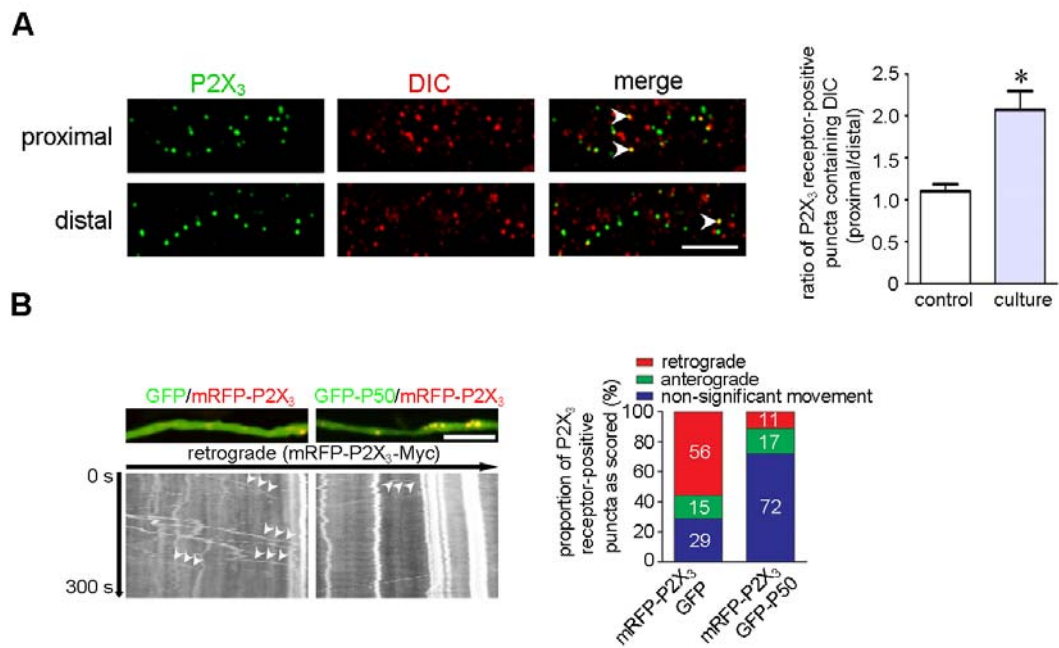 A
P2X₃ DIC merge
proximal
distal
ratio of P2X₃ receptor-positive
puncta containing DIC
(proximal/distal)
2.5
2.0
1.5
1.0
0.5
0
*
control culture
B
GFP/mRFP-P2X₃ GFP-P50/mRFP-P2X₃
retrograde (mRFP-P2X₃-Myc)
0 s
300 s
retrograde
anterograde
non-significant movement
proportion of P2X₃
receptor-positive
puncta as scored (%)
100
80
60
40
20
0
56
15
29
11
17
72
mRFP-P2X₃
GFP
mRFP-P2X₃
GFP-P50